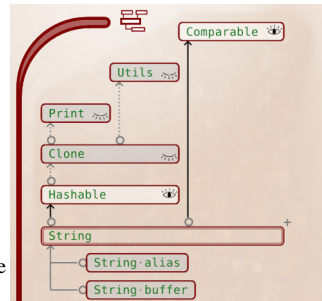 Comparable
Utils
Print
Clone
Hashable
String
+
e
String·alias
String·buffer